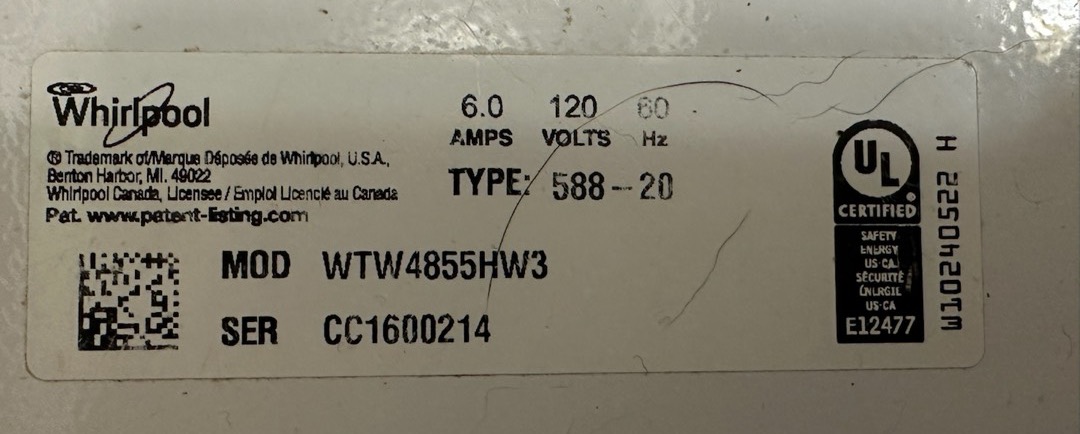 Whirlpool
® Trademark of/Marque Déposée de Whirlpool, U.S.A.,
Benton Harbor, MI. 49022
Whirlpool Canada, Licensee / Emploi Licencié au Canada
Pat. www.patent-listing.com
6.0 120 60
AMPS VOLTS Hz
TYPE: 588-20
MOD WTW4855HW3
SER CC1600214
UL
CERTIFIED
SAFETY
ENERGY
US-CA
SÉCURITÉ
ÉNERGIE
US-CA
E12477
W10240522 H